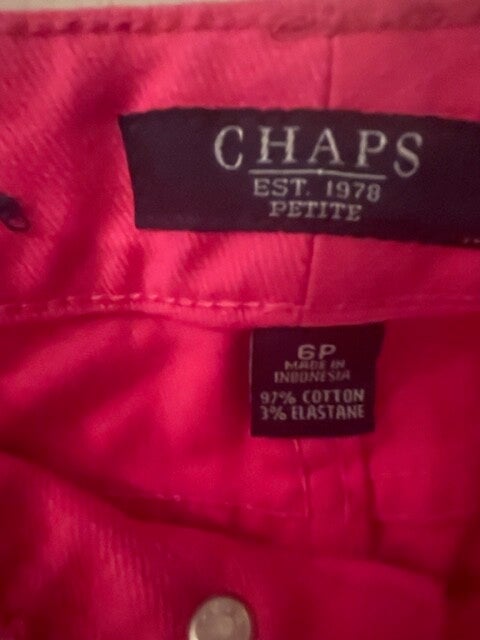 CHAPS
EST. 1978
PETITE
6P
MADE IN
INDONESIA
97% COTTON
3% ELASTANE